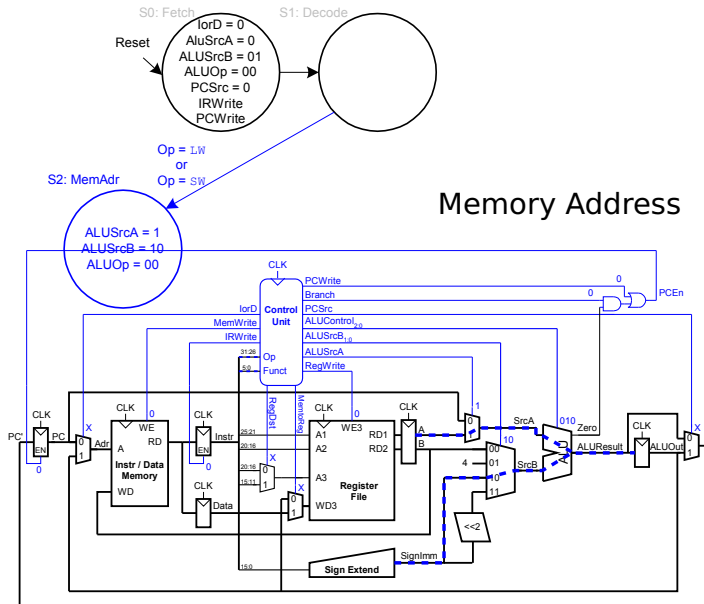 S0: Fetch
S1: Decode
Reset
IorD = 0
AluSrcA = 0
ALUSrcB = 01
ALUOp = 00
PCSrc = 0
IRWrite
PCWrite
Op = LW
or
Op = SW
S2: MemAdr
ALUSrcA = 1
ALUSrcB = 10
ALUOp = 00
Memory Address
CLK
PCWrite
0
Branch
0
PCEn
IorD
Control
PCSrc
MemWrite
Unit
ALUControl2:0
IRWrite
ALUSrcB1:0
31:26
Op
ALUSrcA
5:0
Funct
RegWrite
RegDst
MemtoReg
CLK
X
CLK
0
CLK
CLK
0
CLK
1
10
010
CLK
X
PC'
EN
0
PC
0
1
Adr
A
WE
RD
Instr / Data
Memory
WD
EN
0
Instr
25:21
A1
WE3
RD1
A
0
1
SrcA
Zero
20:16
A2
RD2
B
00
01
10
11
4
SrcB
ALU
ALUResult
ALUOut
0
1
20:16
15:11
X
0
1
A3
Register
File
CLK
Data
X
0
1
WD3
<<2
15:0
Sign Extend
SignImm